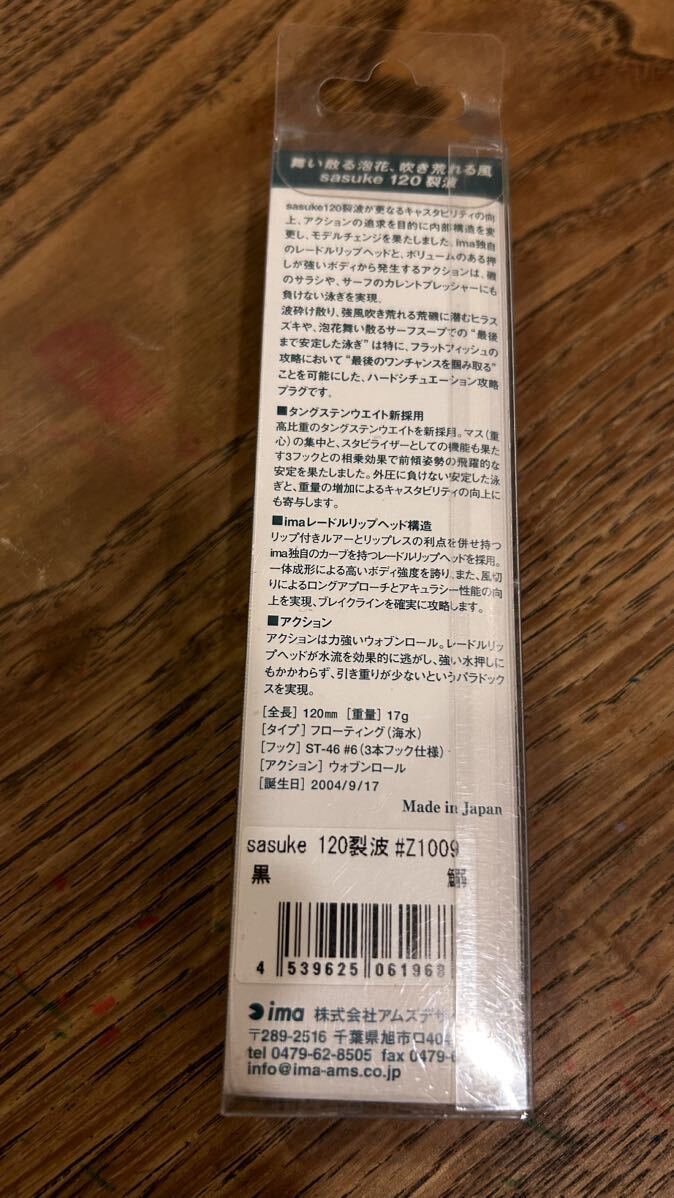 舞い散る泡花、吹き荒れる風
sasuke 120 裂波
sasuke120裂波が更なるキャスタビリティの向
上、アクションの追求を目的に内部構造を変
更し、モデルチェンジを果たしました。ima独自
のレードルリップヘッドと、ボリュームのある押
しが強いボディから発生するアクションは、磯
のサラシや、サーフのカレントプレッシャーにも
負けない泳ぎを実現。
波砕け散り、強風吹き荒れる荒磯に潜むヒラス
ズキや、泡花舞い散るサーフスープでの“最後
まで安定した泳ぎ”は特に、フラットフィッシュの
攻略において“最後のワンチャンスを掴み取る”
ことを可能にした、ハードシチュエーション攻略
プラグです。
■タングステンウエイト新採用
高比重のタングステンウエイトを新採用。マス(重
心)の集中と、スタビライザーとしての機能も果た
す3フックとの相乗効果で前傾姿勢の飛躍的な
安定を果たしました。外圧に負けない安定した泳
ぎと、重量の増加によるキャスタビリティの向上に
も寄与します。
■imaレードルリップヘッド構造
リップ付きルアーとリップレスの利点を併せ持つ
ima独自のカーブを持つレードルリップヘッドを採用。
一体成形による高いボディ強度を誇り、また、風切
りによるロングアプローチとアキュラシー性能の向
上を実現、ブレイクラインを確実に攻略します。
■アクション
アクションは力強いウォブンロール。レードルリッ
プヘッドが水流を効果的に逃がし、強い水押しに
もかかわらず、引き重りが少ないというパラドック
スを実現。
[全長] 120mm [重量] 17g
[タイプ] フローティング(海水)
[フック] ST-46 #6(3本フック仕様)
[アクション] ウォブンロール
[誕生日] 2004/9/17
Made in Japan
sasuke 120裂波 #Z1009
黒
4 539625 061968
ima 株式会社アムズデザ
〒289-2516 千葉県旭市ロ404
tel 0479-62-8505 fax 0479-6
info@ima-ams.co.jp